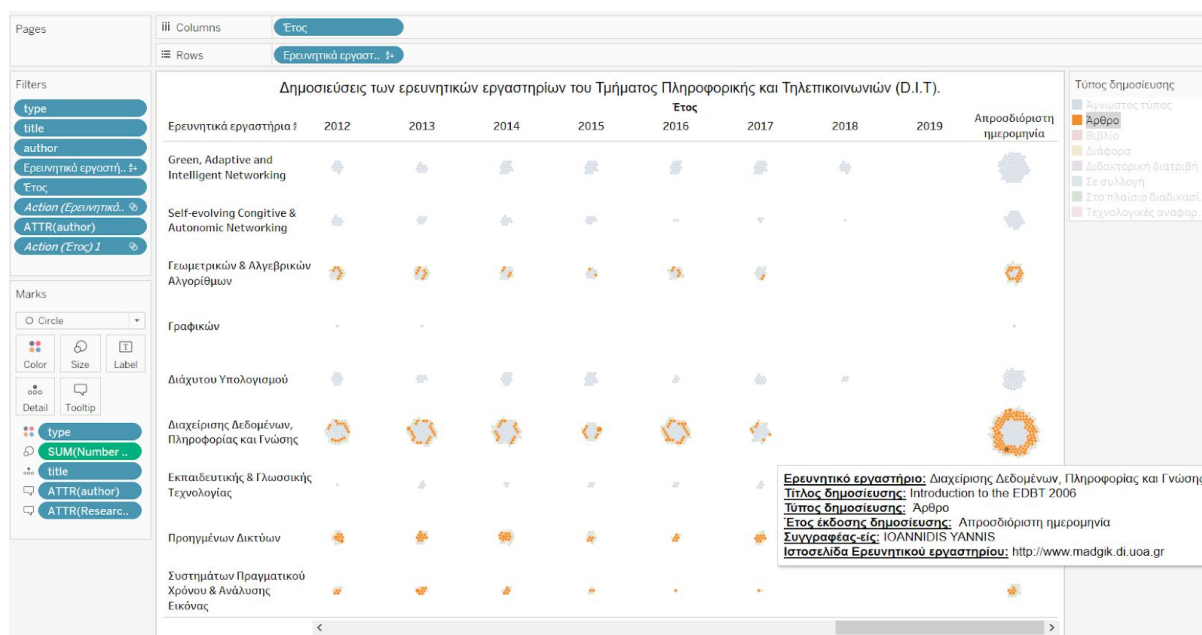 Pages
Columns
Έτος
Rows
Ερευνητικά εργαστ..
Filters
type
title
author
Ερευνητικά εργαστή..
Έτος
Action (Ερευνητικά..
ATTR(author)
Action (Έτος) 1
Marks
Circle
Color
Size
Label
Detail
Tooltip
type
SUM(Number ..
title
ATTR(author)
ATTR(Researc..
Δημοσιεύσεις των ερευνητικών εργαστηρίων του Τμήματος Πληροφορικής και Τηλεπικοινωνιών (D.I.T).
Έτος
Ερευνητικά εργαστήρια 2012 2013 2014 2015 2016 2017 2018 2019 Απροσδιόριστη
ημερομηνία
Green, Adaptive and
Intelligent Networking
Self-evolving Congitive &
Autonomic Networking
Γεωμετρικών & Αλγεβρικών
Αλγορίθμων
Γραφικών
Διάχυτου Υπολογισμού
Διαχείρισης Δεδομένων,
Πληροφορίας και Γνώσης
Εκπαιδευτικής & Γλωσσικής
Τεχνολογίας
Προηγμένων Δικτύων
Συστημάτων Πραγματικού
Χρόνου & Ανάλυσης
Εικόνας
Ερευνητικό εργαστήριο: Διαχείρισης Δεδομένων, Πληροφορίας και Γνώσης
Τίτλος δημοσίευσης: Introduction to the EDBT 2006
Τύπος δημοσίευσης: Άρθρο
Έτος έκδοσης δημοσίευσης: Απροσδιόριστη ημερομηνία
Συγγραφέας-είς: IOANNIDIS YANNIS
Ιστοσελίδα Ερευνητικού εργαστηρίου: http://www.madgik.di.uoa.gr
Τύπος δημοσίευσης
Άγνωστος τύπος
Άρθρο
Βιβλίο
Διάφορα
Διδακτορική διατριβή
Σε συλλογή
Στο πλαίσιο διαδικασί..
Τεχνολογικές αναφορ..